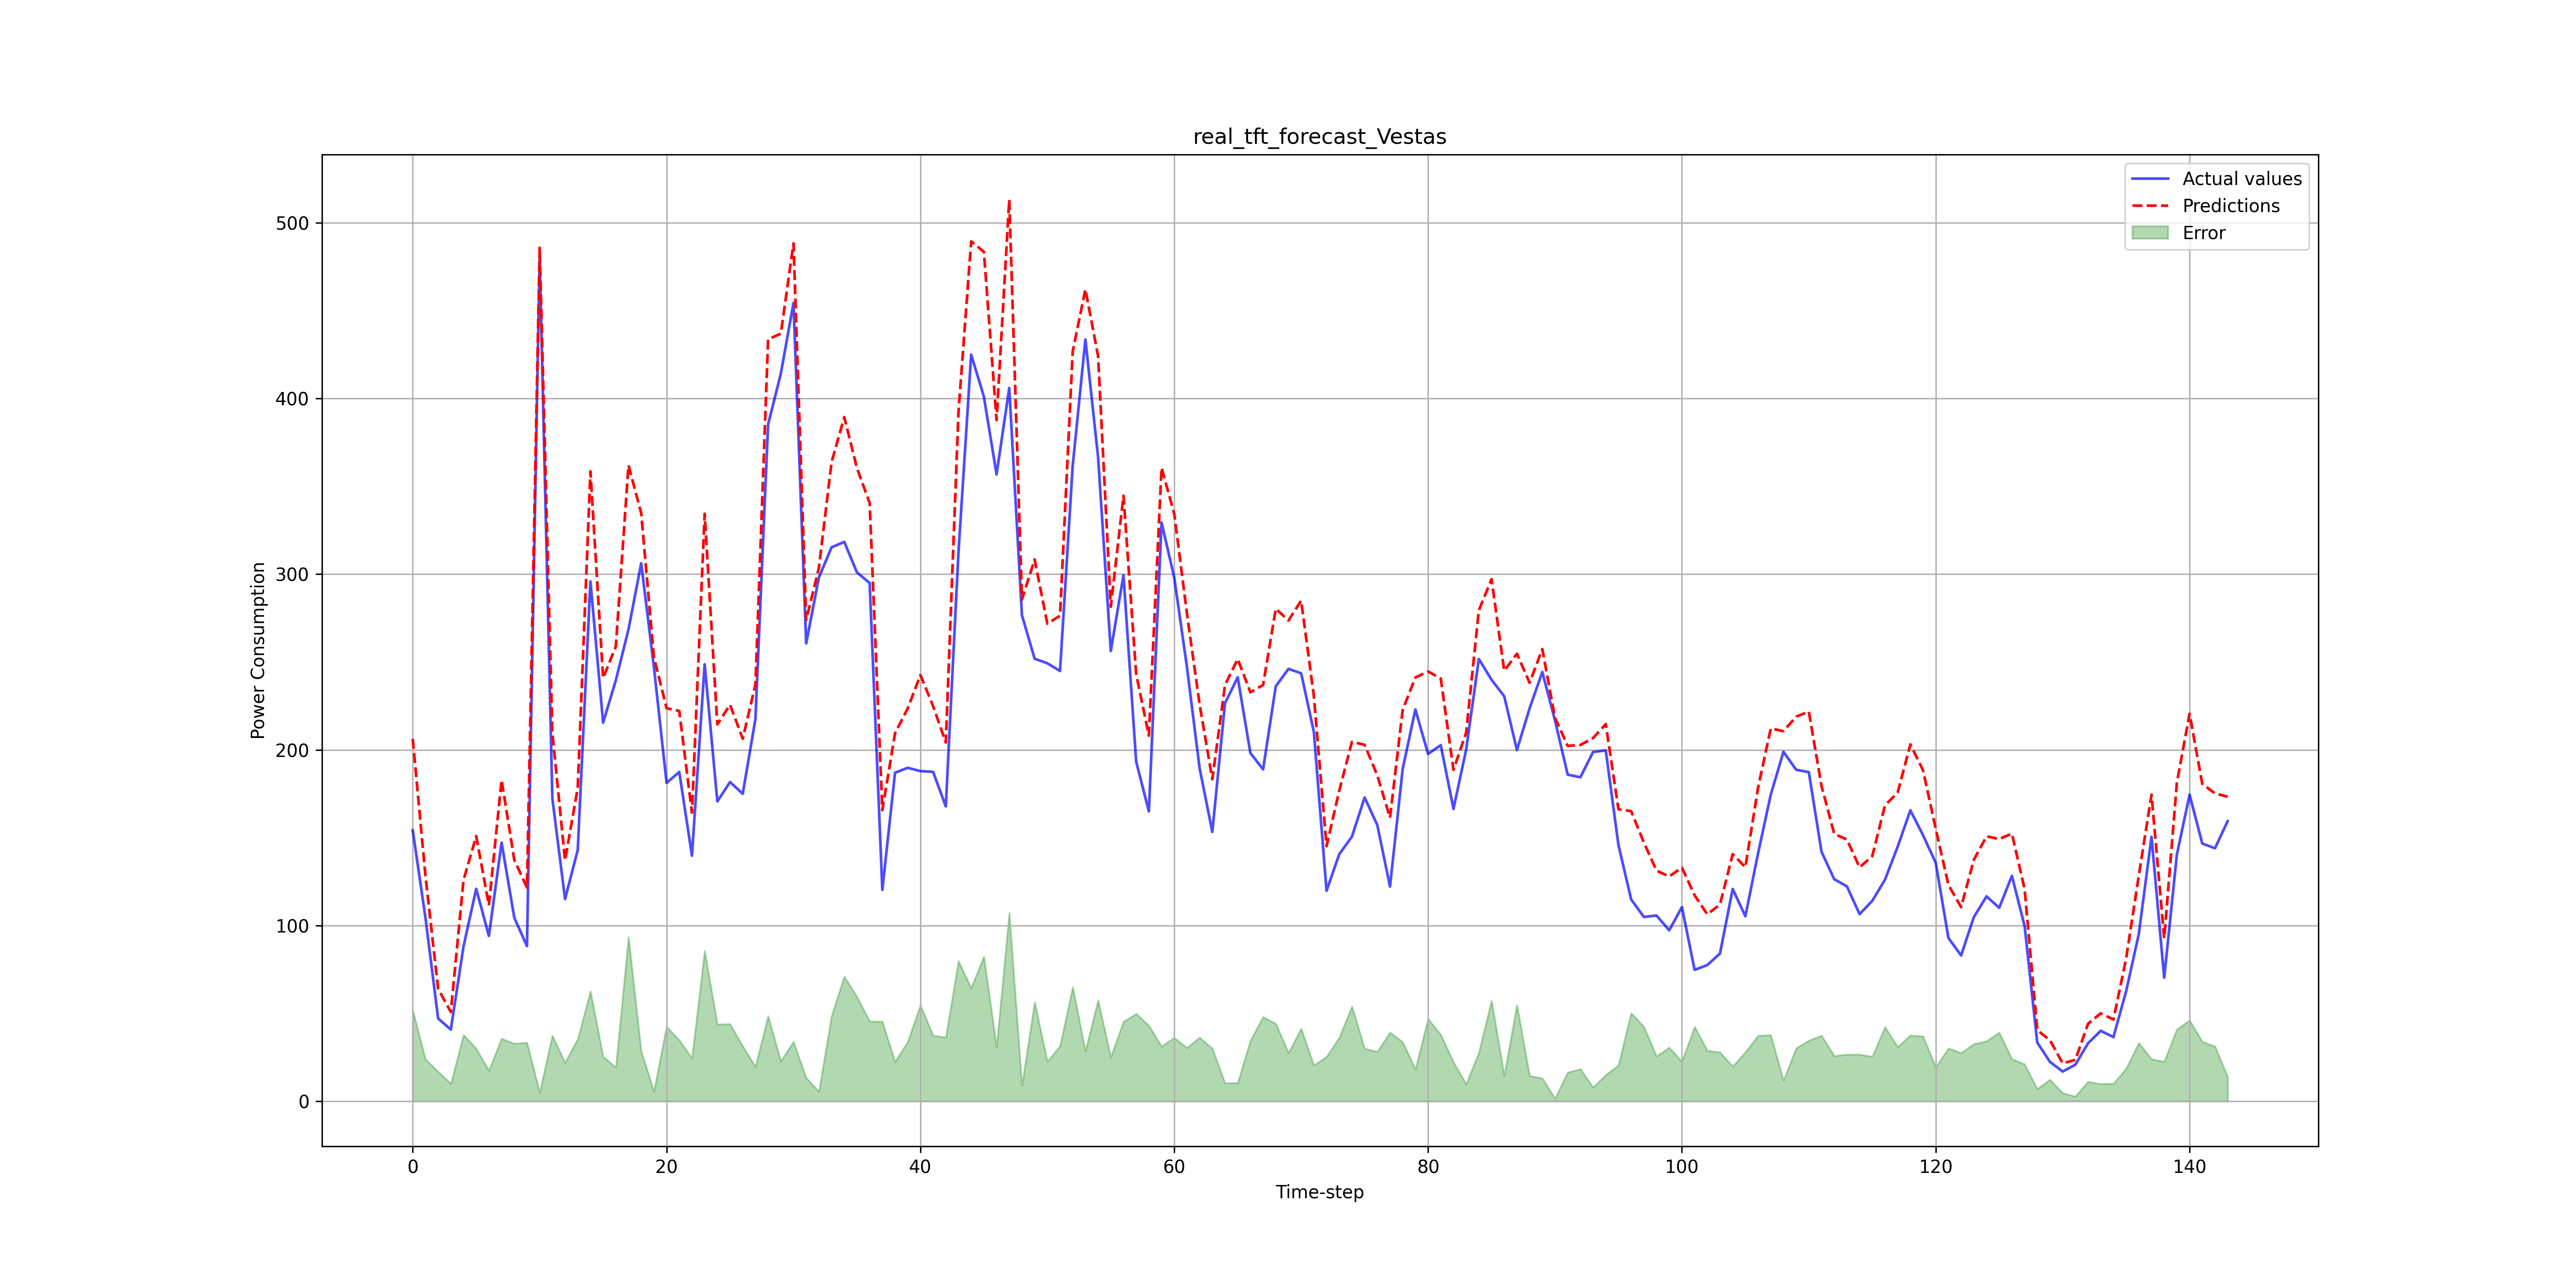 real_tft_forecast_Vestas
Actual values
Predictions
Error
Power Consumption
500
400
300
200
100
0
0 20 40 60 80 100 120 140
Time-step